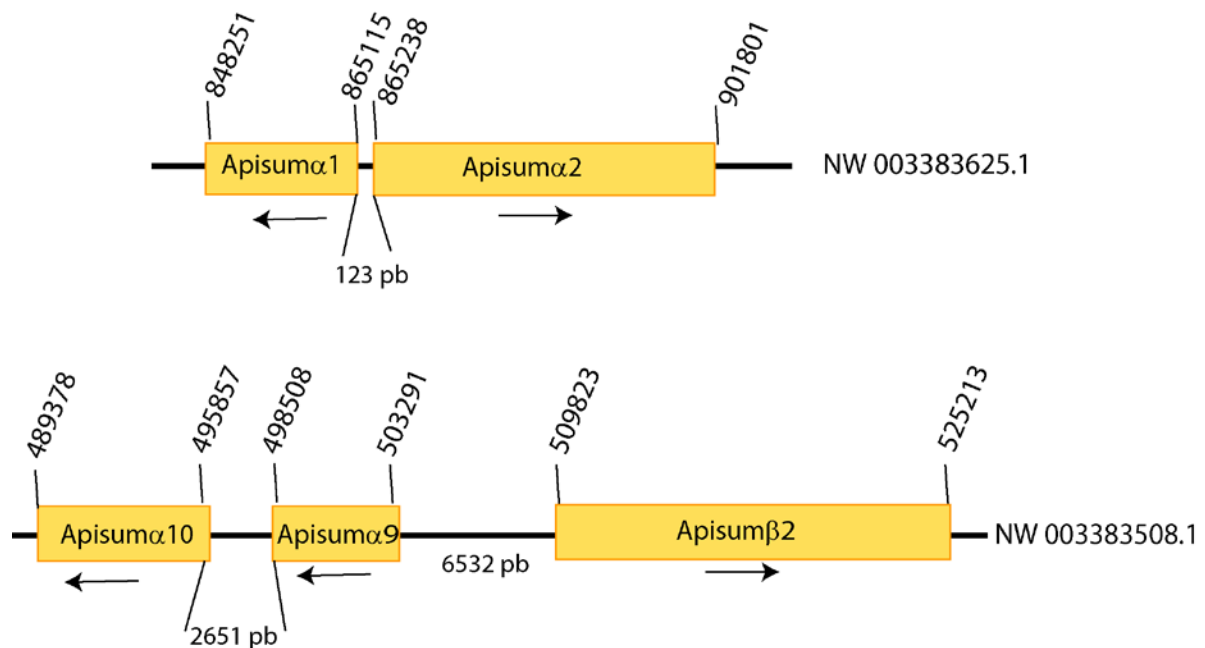 848251
865115
865238
901801
Apisumα1
Apisumα2
NW 003383625.1
123 pb
489378
495857
498508
503291
509823
525213
Apisumα10
Apisumα9
Apisumβ2
NW 003383508.1
6532 pb
2651 pb